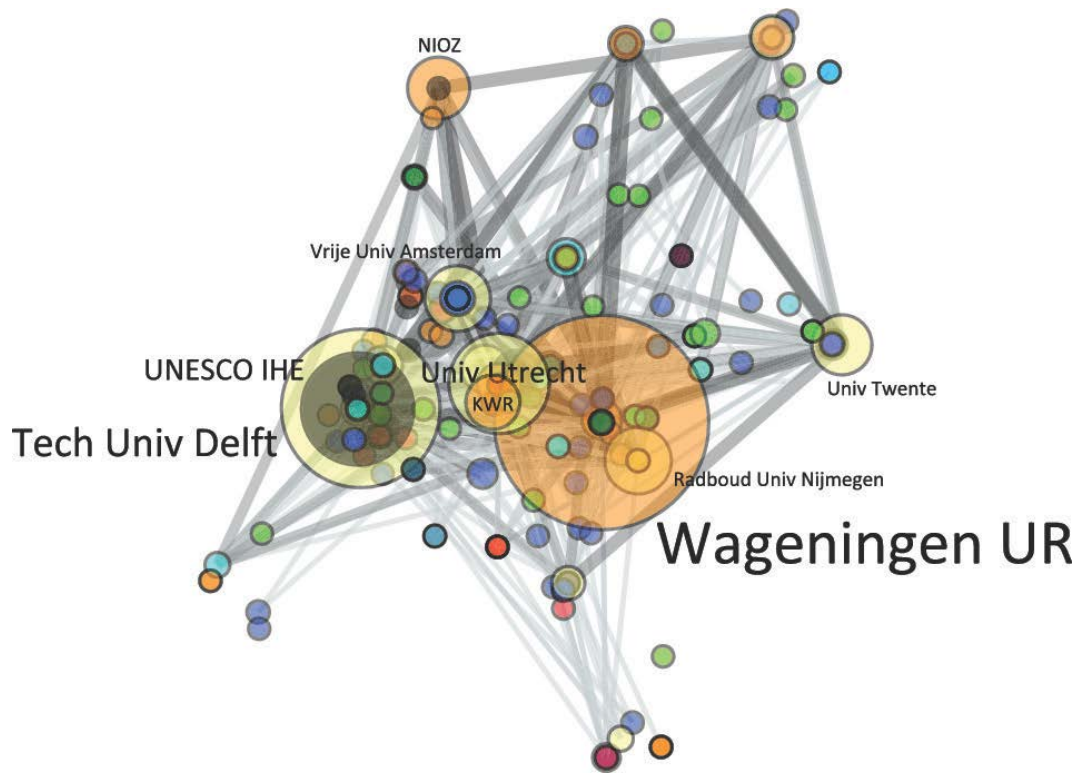 NIOZ
Vrije Univ Amsterdam
UNESCO IHE
Univ Utrecht
KWR
Univ Twente
Tech Univ Delft
Radboud Univ Nijmegen
Wageningen UR